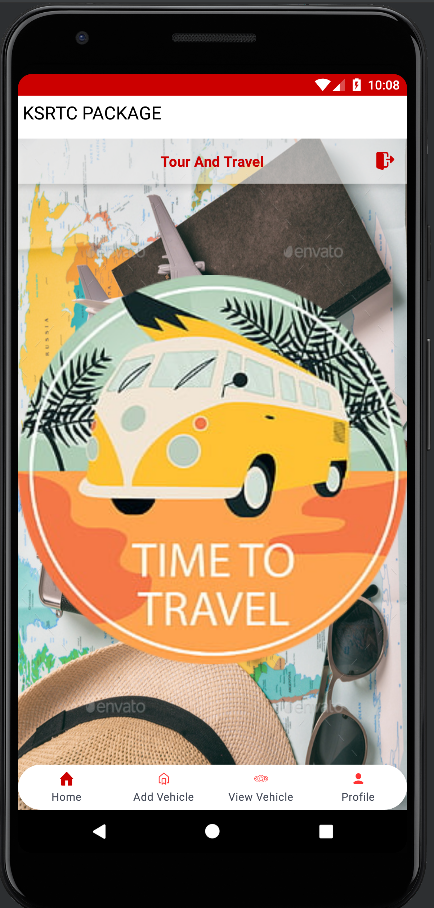 10:08
KSRTC PACKAGE
Tour And Travel
envato
envato
RUSSIA
TIME TO
TRAVEL
envato
Home
Add Vehicle
View Vehicle
Profile